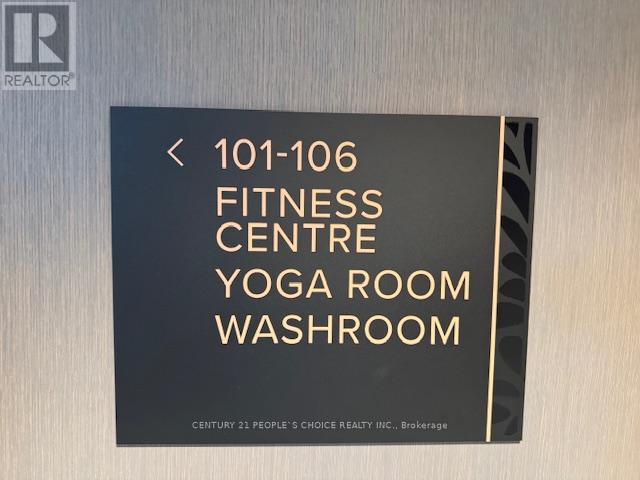 R
REALTOR®
< 101-106
FITNESS
CENTRE
YOGA ROOM
WASHROOM
CENTURY 21 PEOPLE`S CHOICE REALTY INC., Brokerage